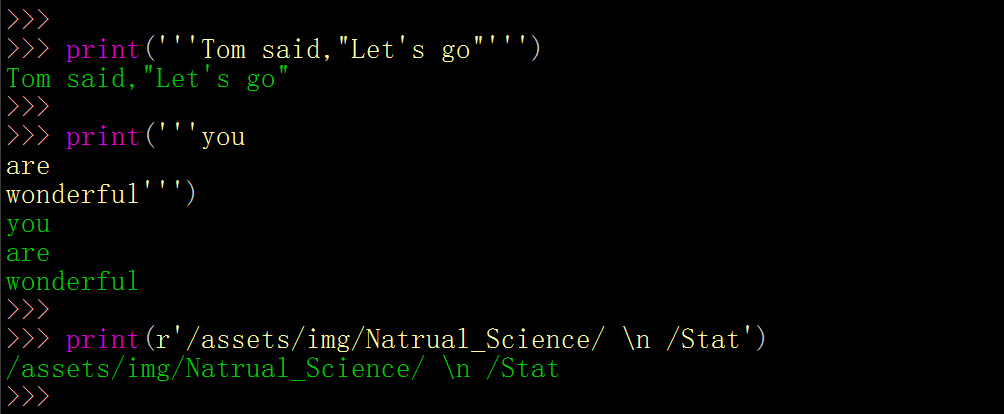 >>>
>>> print('''Tom said,"Let's go"''')
Tom said,"Let's go"
>>>
>>> print('''you
are
wonderful''')
you
are
wonderful
>>>
>>> print(r'/assets/img/Natrual_Science/ \n /Stat')
/assets/img/Natrual_Science/ \n /Stat
>>>